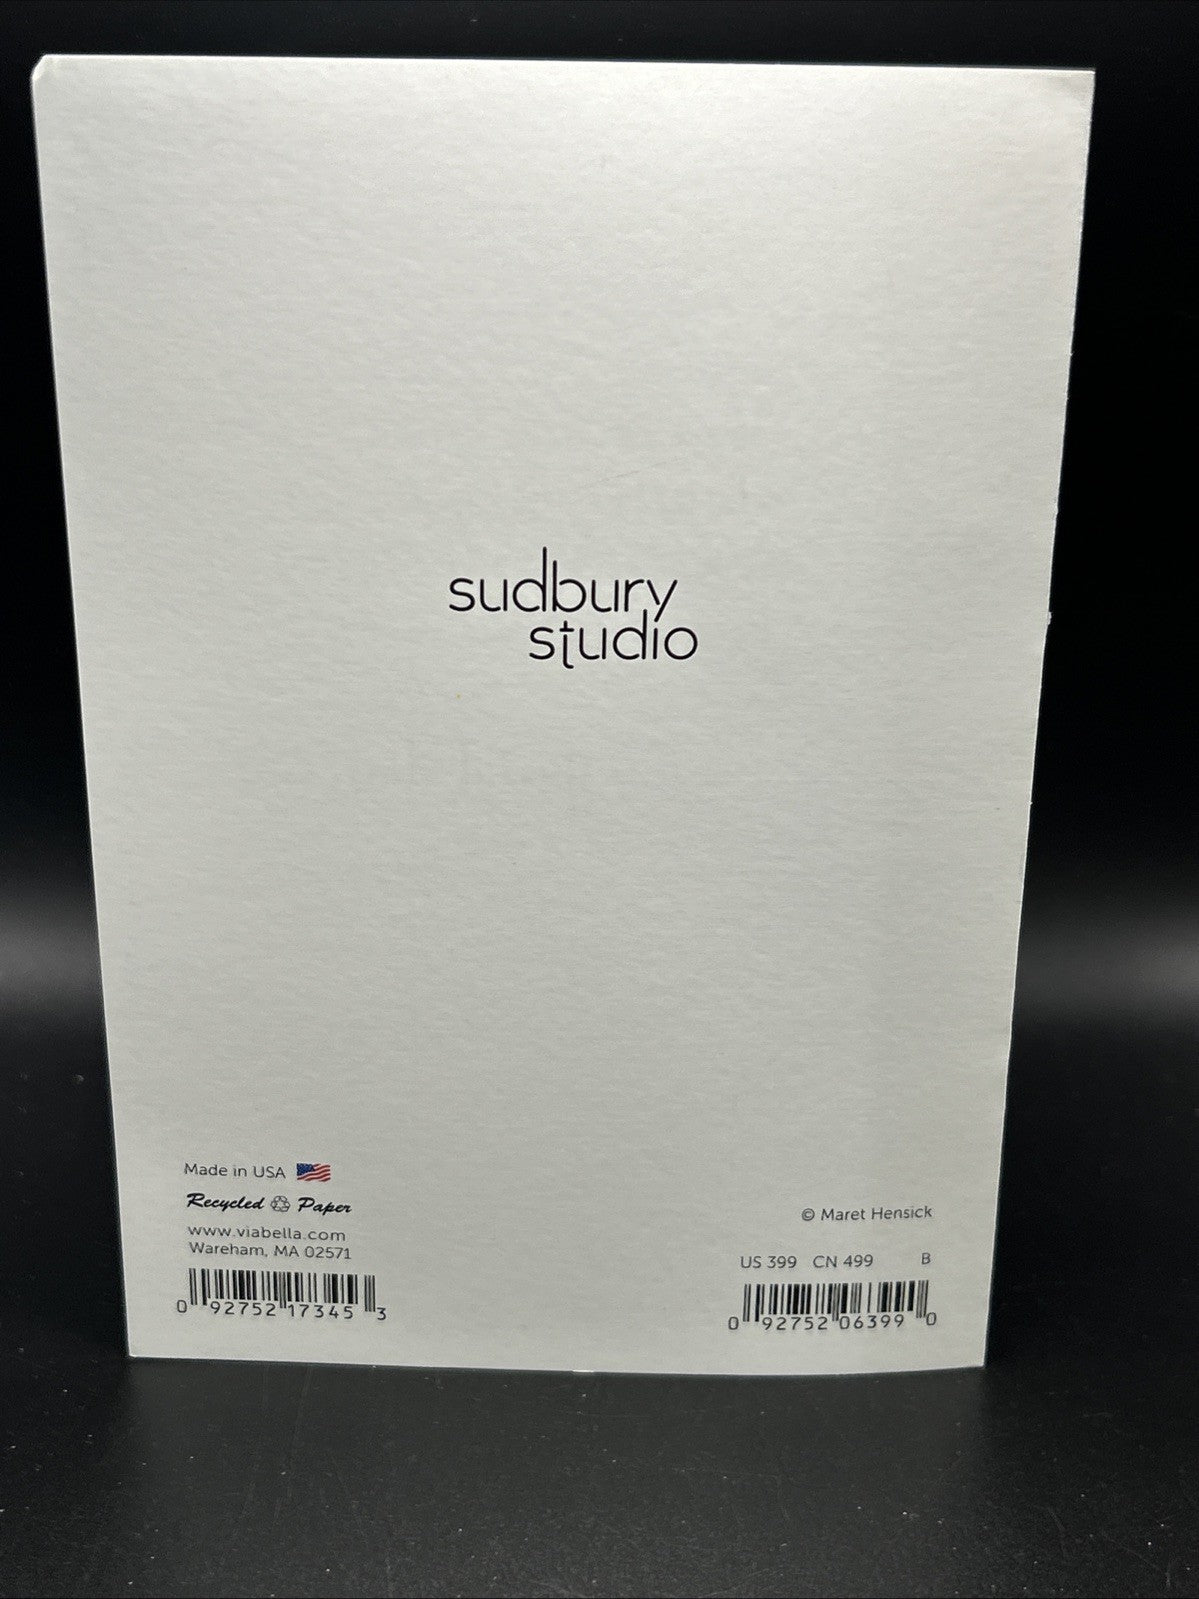 sudbury
studio
Made in USA
Recycled Paper
www.viabella.com
Wareham, MA 02571
0 92752 17345 3
© Maret Hensick
US 399 CN 499 B
0 92752 06399 0